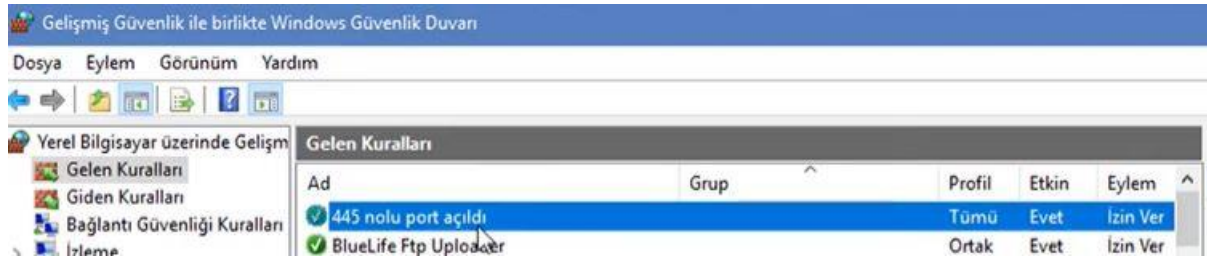 Gelişmiş Güvenlik ile birlikte Windows Güvenlik Duvarı
Dosya Eylem Görünüm Yardım
Yerel Bilgisayar üzerinde Gelişm
Gelen Kuralları
Giden Kuralları
Bağlantı Güvenliği Kuralları
İzleme
Gelen Kuralları
Ad Grup Profil Etkin Eylem
445 nolu port açıldı Tümü Evet İzin Ver
BlueLife Ftp Uploader Ortak Evet İzin Ver